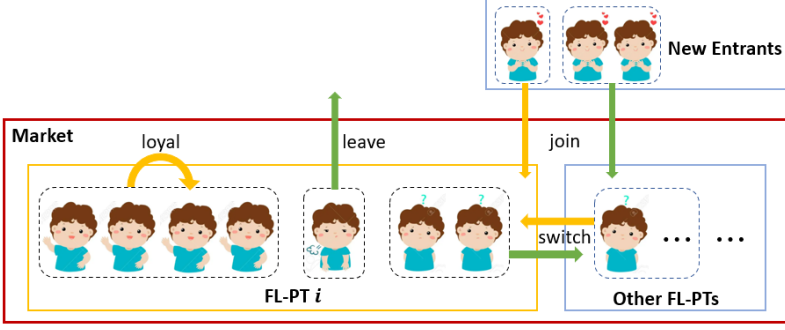 New Entrants
Market
loyal
leave
join
? ? ?
switch
... ...
FL-PT i
Other FL-PTs